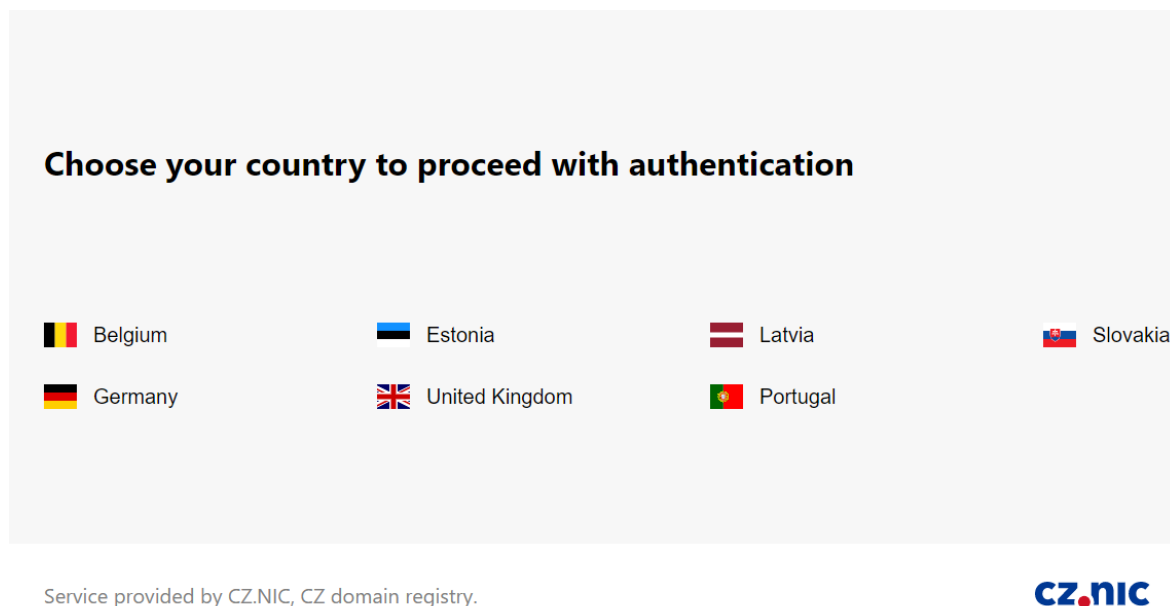 Choose your country to proceed with authentication
Belgium Estonia Latvia Slovakia
Germany United Kingdom Portugal
Service provided by CZ.NIC, CZ domain registry.
cz.nic